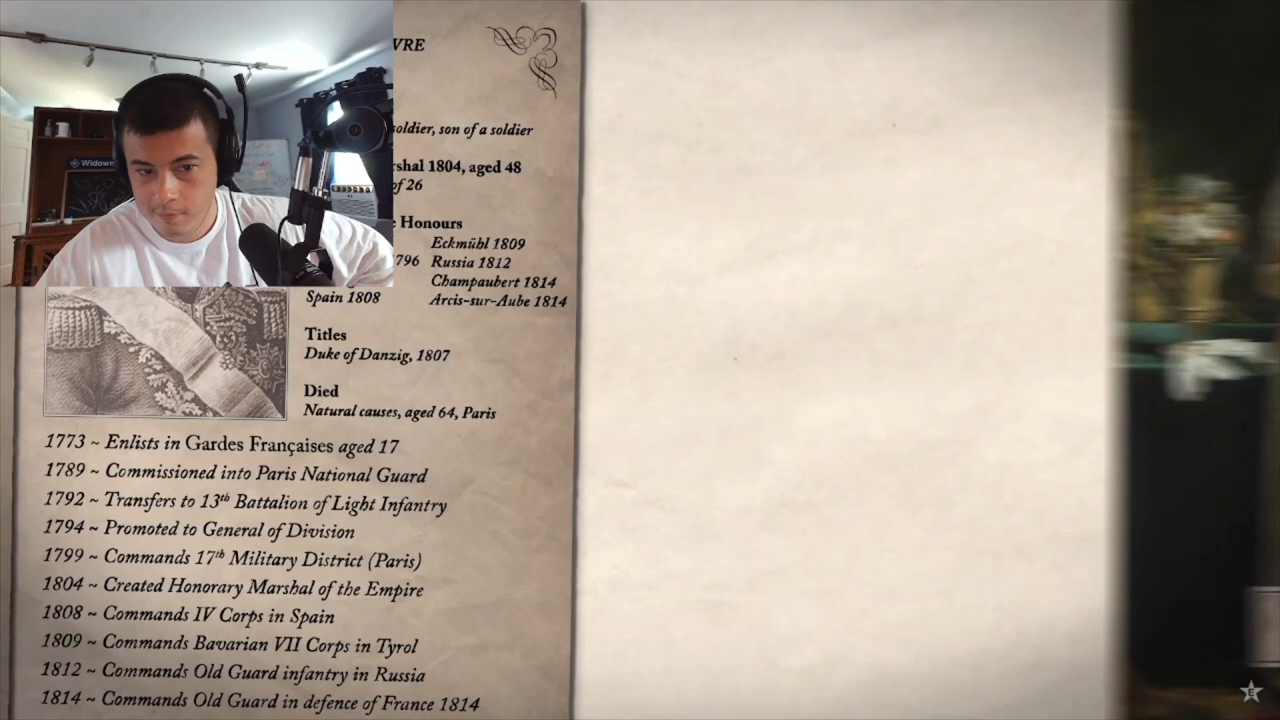 VRE
soldier, son of a soldier
Widow
rshal 1804, aged 48
of 26
e Honours
Eckmühl 1809
796 Russia 1812
Champaubert 1814
Spain 1808 Arcis-sur-Aube 1814
Titles
Duke of Danzig, 1807
Died
Natural causes, aged 64, Paris
1773 ~ Enlists in Gardes Françaises aged 17
1789 ~ Commissioned into Paris National Guard
1792 ~ Transfers to 13th Battalion of Light Infantry
1794 ~ Promoted to General of Division
1799 ~ Commands 17th Military District (Paris)
1804 ~ Created Honorary Marshal of the Empire
1808 ~ Commands IV Corps in Spain
1809 ~ Commands Bavarian VII Corps in Tyrol
1812 ~ Commands Old Guard infantry in Russia
1814 ~ Commands Old Guard in defence of France 1814
E